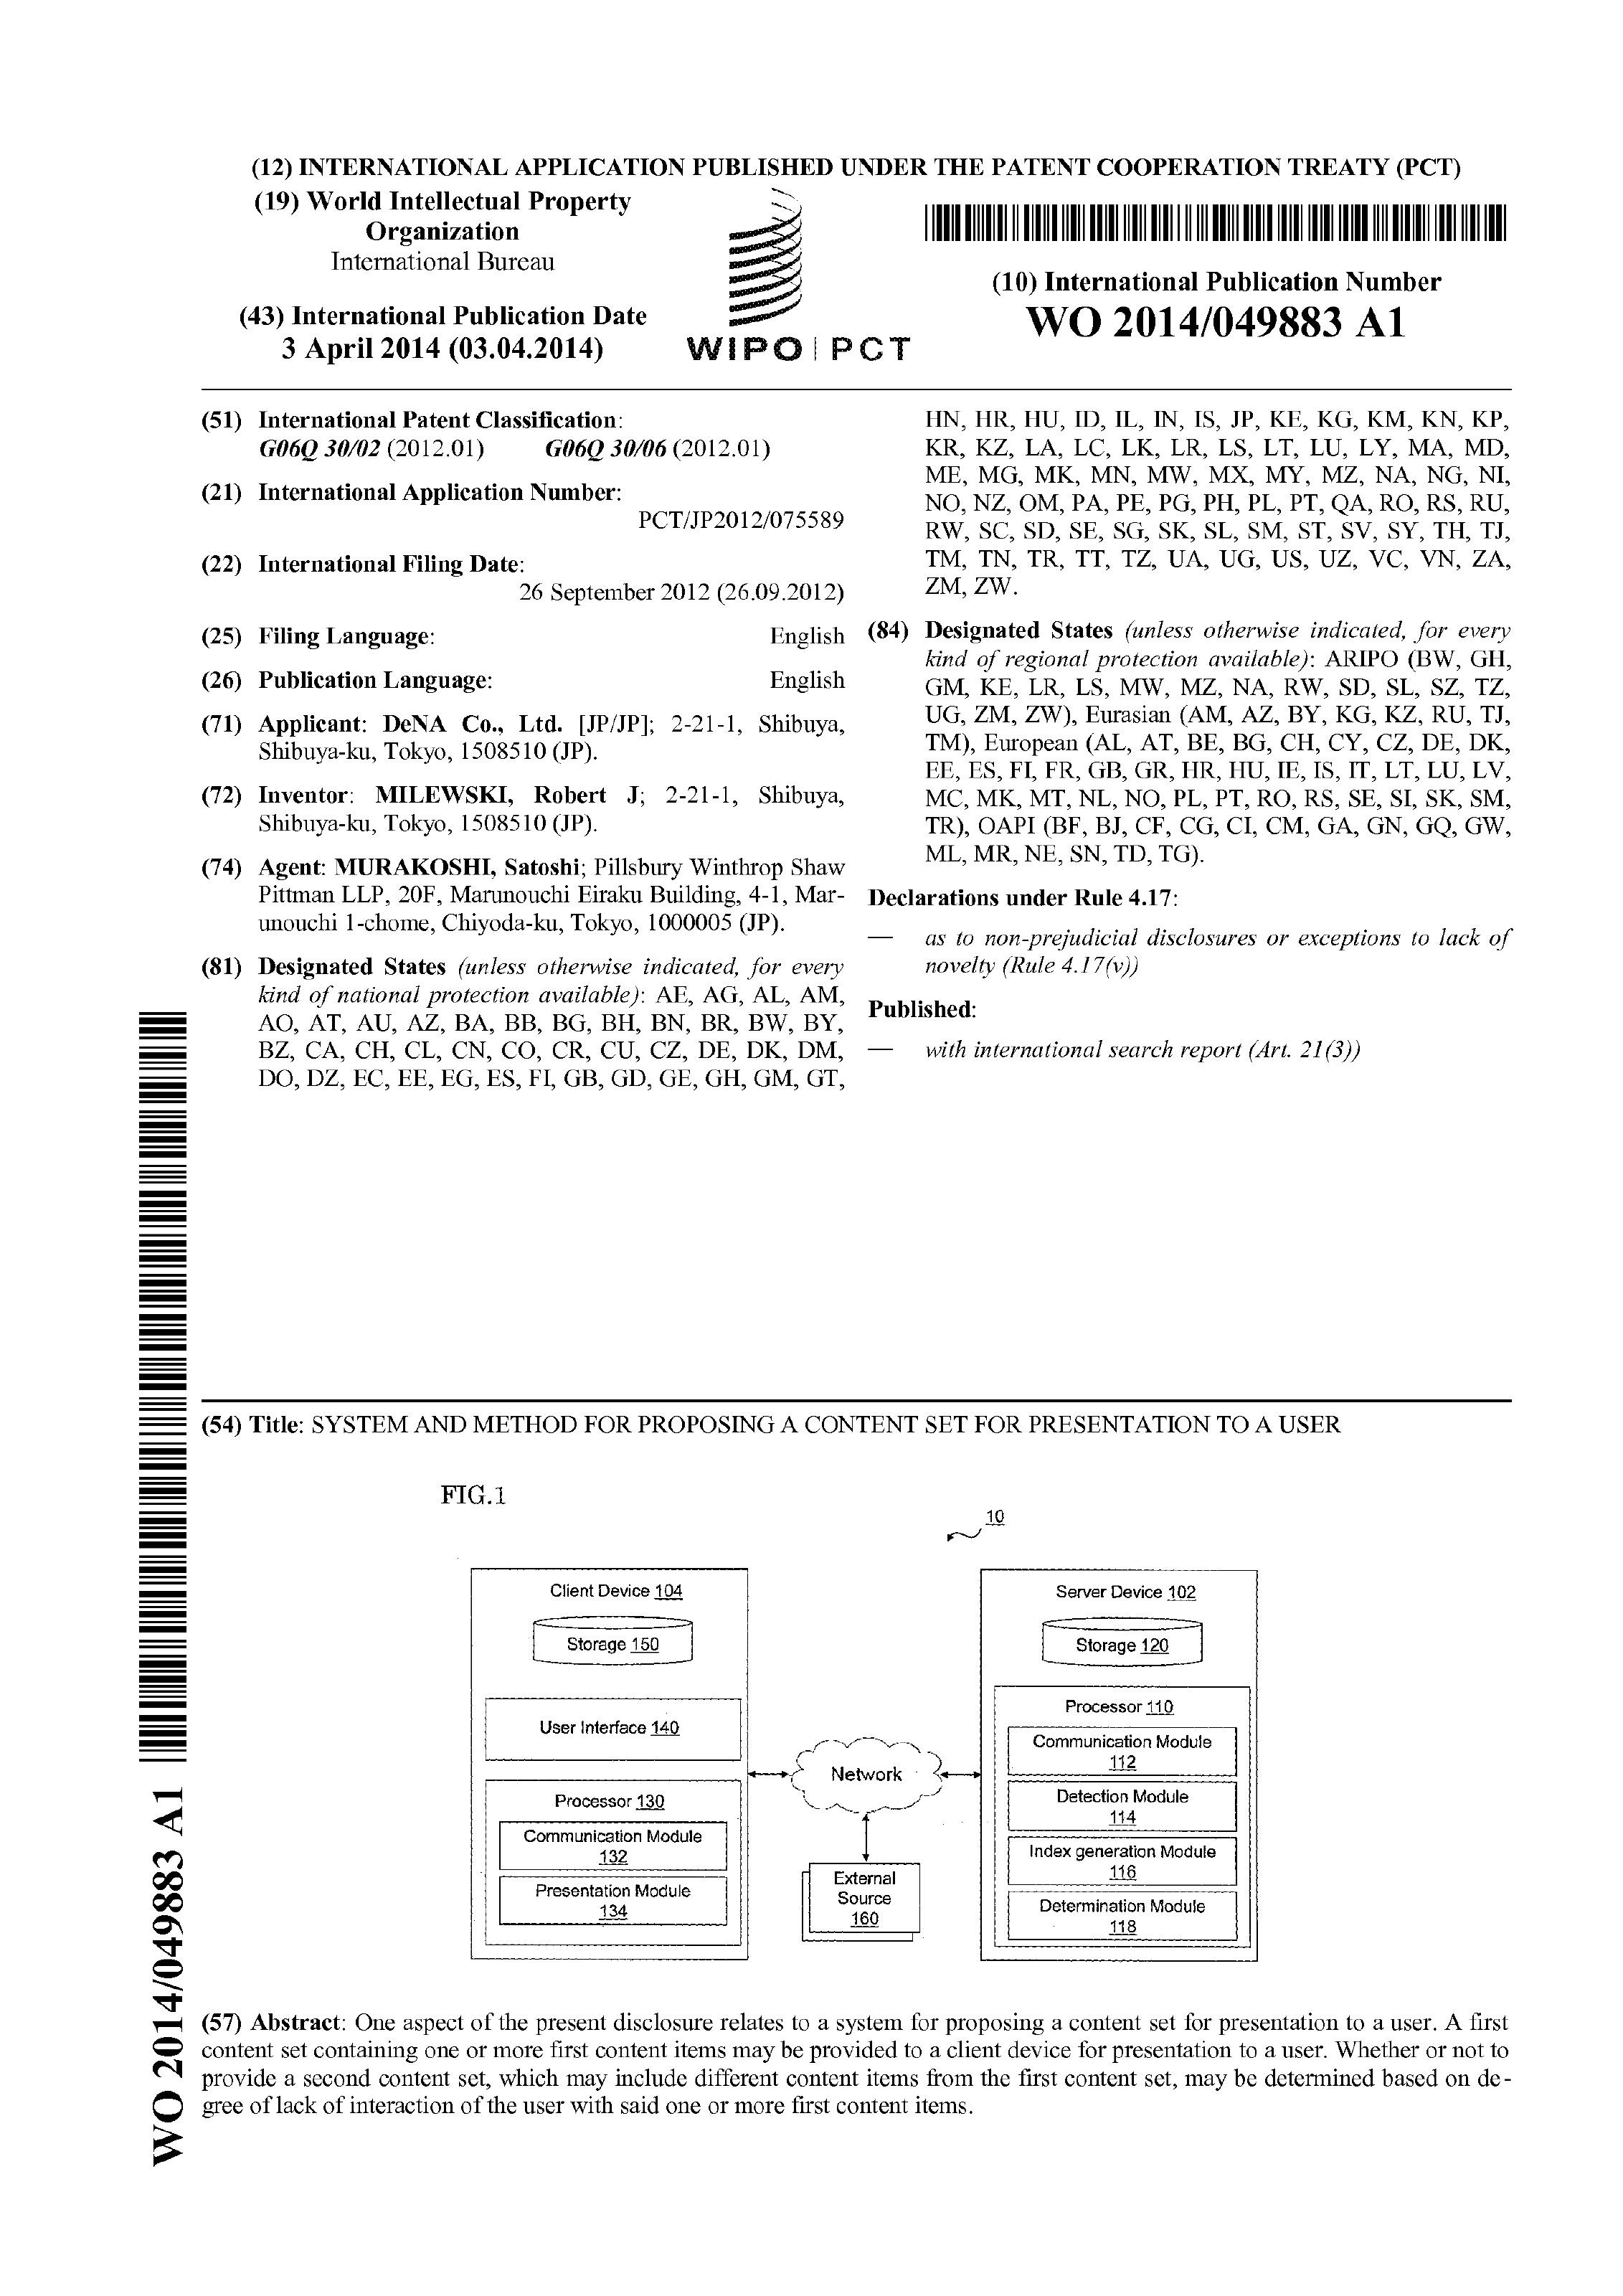 (12) INTERNATIONAL APPLICATION PUBLISHED UNDER THE PATENT COOPERATION TREATY (PCT)
(19) World Intellectual Property
Organization
International Bureau
(43) International Publication Date
3 April 2014 (03.04.2014)
WIPO | PCT
(10) International Publication Number
WO 2014/049883 A1
(51) International Patent Classification:
G06Q 30/02 (2012.01) G06Q 30/06 (2012.01)
(21) International Application Number:
PCT/JP2012/075589
(22) International Filing Date:
26 September 2012 (26.09.2012)
(25) Filing Language: English
(26) Publication Language: English
(71) Applicant: DeNA Co., Ltd. [JP/JP]; 2-21-1, Shibuya,
Shibuya-ku, Tokyo, 1508510 (JP).
(72) Inventor: MILEWSKI, Robert J; 2-21-1, Shibuya,
Shibuya-ku, Tokyo, 1508510 (JP).
(74) Agent: MURAKOSHI, Satoshi; Pillsbury Winthrop Shaw
Pittman LLP, 20F, Marunouchi Eiraku Building, 4-1, Mar-
unouchi 1-chome, Chiyoda-ku, Tokyo, 1000005 (JP).
(81) Designated States (unless otherwise indicated, for every
kind of national protection available): AE, AG, AL, AM,
AO, AT, AU, AZ, BA, BB, BG, BH, BN, BR, BW, BY,
BZ, CA, CH, CL, CN, CO, CR, CU, CZ, DE, DK, DM,
DO, DZ, EC, EE, EG, ES, FI, GB, GD, GE, GH, GM, GT,
HN, HR, HU, ID, IL, IN, IS, JP, KE, KG, KM, KN, KP,
KR, KZ, LA, LC, LK, LR, LS, LT, LU, LY, MA, MD,
ME, MG, MK, MN, MW, MX, MY, MZ, NA, NG, NI,
NO, NZ, OM, PA, PE, PG, PH, PL, PT, QA, RO, RS, RU,
RW, SC, SD, SE, SG, SK, SL, SM, ST, SV, SY, TH, TJ,
TM, TN, TR, TT, TZ, UA, UG, US, UZ, VC, VN, ZA,
ZM, ZW.
(84) Designated States (unless otherwise indicated, for every
kind of regional protection available): ARIPO (BW, GH,
GM, KE, LR, LS, MW, MZ, NA, RW, SD, SL, SZ, TZ,
UG, ZM, ZW), Eurasian (AM, AZ, BY, KG, KZ, RU, TJ,
TM), European (AL, AT, BE, BG, CH, CY, CZ, DE, DK,
EE, ES, FI, FR, GB, GR, HR, HU, IE, IS, IT, LT, LU, LV,
MC, MK, MT, NL, NO, PL, PT, RO, RS, SE, SI, SK, SM,
TR), OAPI (BF, BJ, CF, CG, CI, CM, GA, GN, GQ, GW,
ML, MR, NE, SN, TD, TG).
Declarations under Rule 4.17:
— as to non-prejudicial disclosures or exceptions to lack of
novelty (Rule 4.17(v))
Published:
— with international search report (Art. 21(3))
(54) Title: SYSTEM AND METHOD FOR PROPOSING A CONTENT SET FOR PRESENTATION TO A USER
FIG.1
10
Client Device 104
Storage 150
User Interface 140
Processor 130
Communication Module
132
Presentation Module
134
Network
External
Source
160
Server Device 102
Storage 120
Processor 110
Communication Module
112
Detection Module
114
Index generation Module
116
Determination Module
118
(57) Abstract: One aspect of the present disclosure relates to a system for proposing a content set for presentation to a user. A first
content set containing one or more first content items may be provided to a client device for presentation to a user. Whether or not to
provide a second content set, which may include different content items from the first content set, may be determined based on de-
gree of lack of interaction of the user with said one or more first content items.
WO 2014/049883 A1